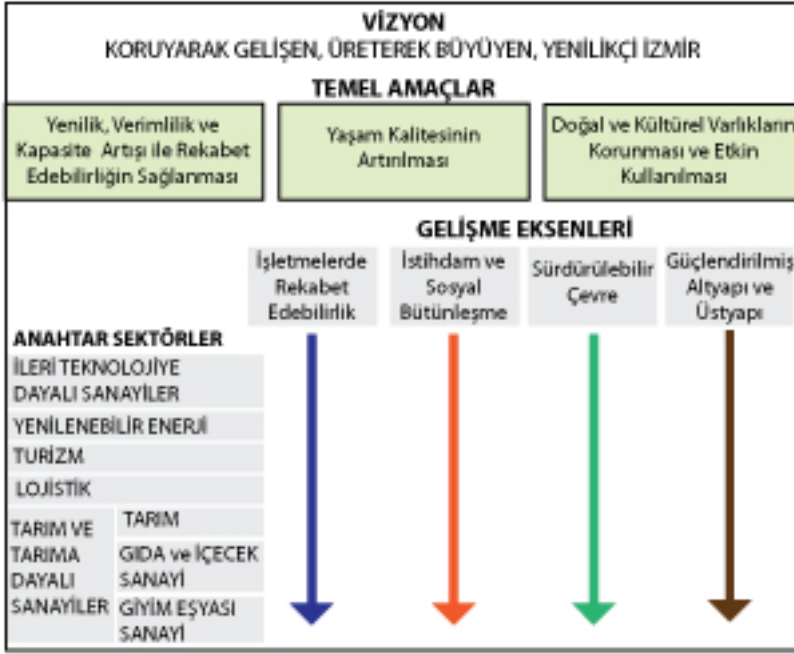 VİZYON
KORUYARAK GELİŞEN, ÜRETEREK BÜYÜYEN, YENİLİKÇİ İZMİR
TEMEL AMAÇLAR
Yenilik, Verimlilik ve
Kapasite Artışı ile Rekabet
Edebilirliğin Sağlanması
Yaşam Kalitesinin
Artırılması
Doğal ve Kültürel Varlıkların
Korunması ve Etkin
Kullanılması
GELİŞME EKSENLERİ
İşletmelerde
Rekabet
Edebilirlik
İstihdam ve
Sosyal
Bütünleşme
Sürdürülebilir
Çevre
Güçlendirilmiş
Altyapı ve
Üstyapı
ANAHTAR SEKTÖRLER
İLERİ TEKNOLOJİYE
DAYALI SANAYİLER
YENİLENEBİLİR ENERJİ
TURİZM
LOJİSTİK
TARIM VE
TARIMA
DAYALI
SANAYİLER
TARIM
GIDA ve İÇECEK
SANAYİ
GİYİM EŞYASI
SANAYİ